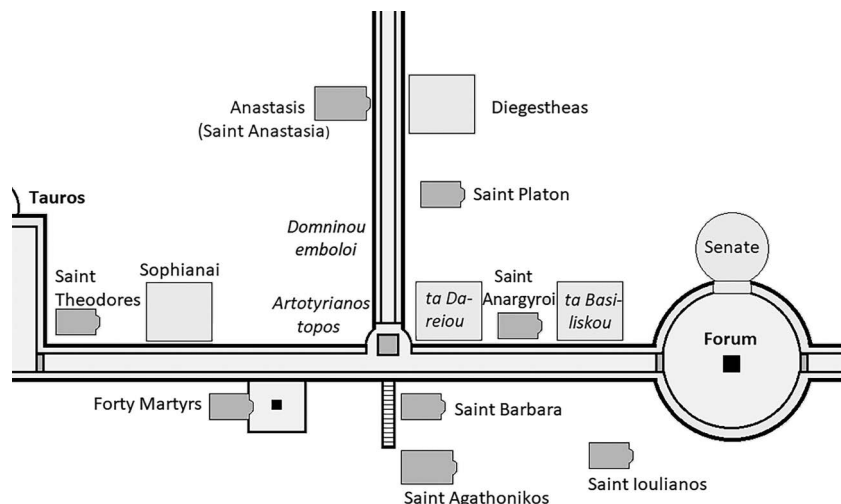 Anastasis
(Saint Anastasia)
Diegestheas
Tauros
Saint Platon
Domninou
emboloi
Senate
Saint
Theodores
Sophianai
Artotyrianos
topos
ta Da-
reiou
Saint
Anargyroi
ta Basi-
liskou
Forum
Forty Martyrs
Saint Barbara
Saint Agathonikos
Saint Ioulianos